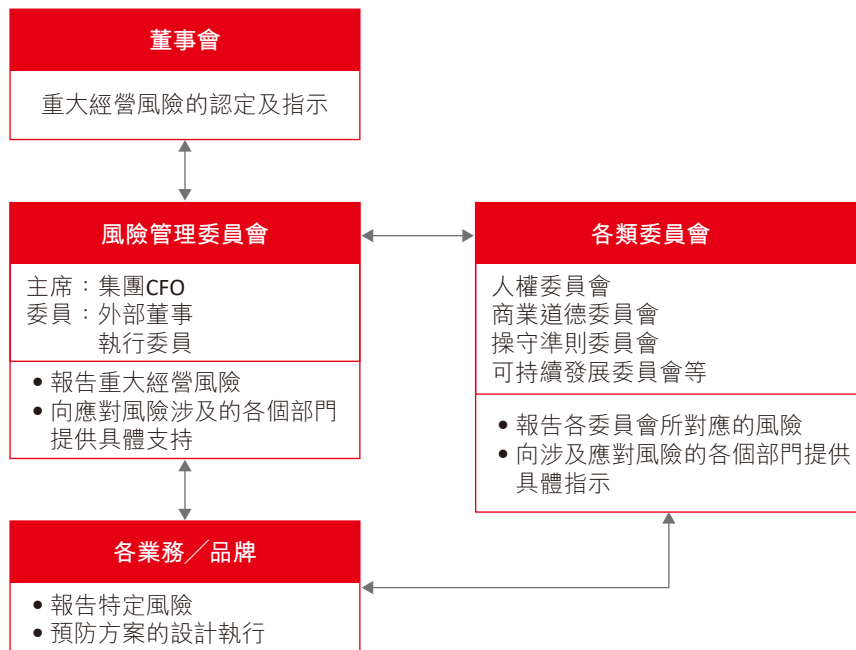 董事會
重大經營風險的認定及指示
風險管理委員會
主席：集團CFO
委員：外部董事
執行委員
• 報告重大經營風險
• 向應對風險涉及的各個部門
提供具體支持
各類委員會
人權委員會
商業道德委員會
操守準則委員會
可持續發展委員會等
• 報告各委員會所對應的風險
• 向涉及應對風險的各個部門提供
具體指示
各業務／品牌
• 報告特定風險
• 預防方案的設計執行